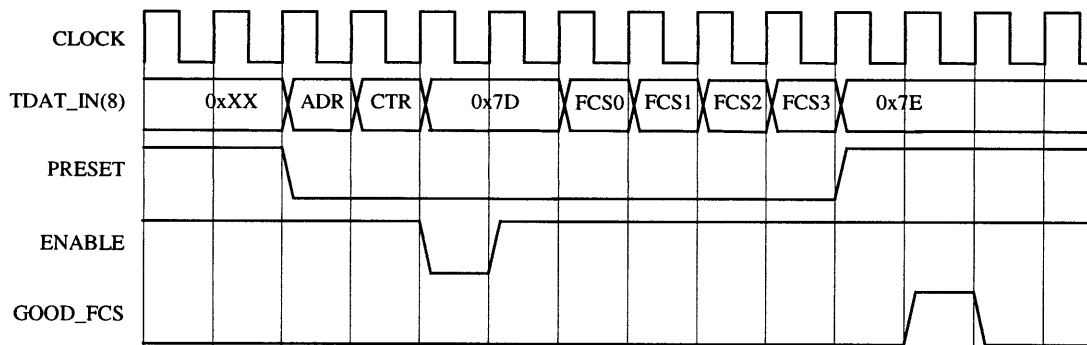 CLOCK
TDAT_IN(8) 0xXX ADR CTR 0x7D FCS0 FCS1 FCS2 FCS3 0x7E
PRESET
ENABLE
GOOD_FCS